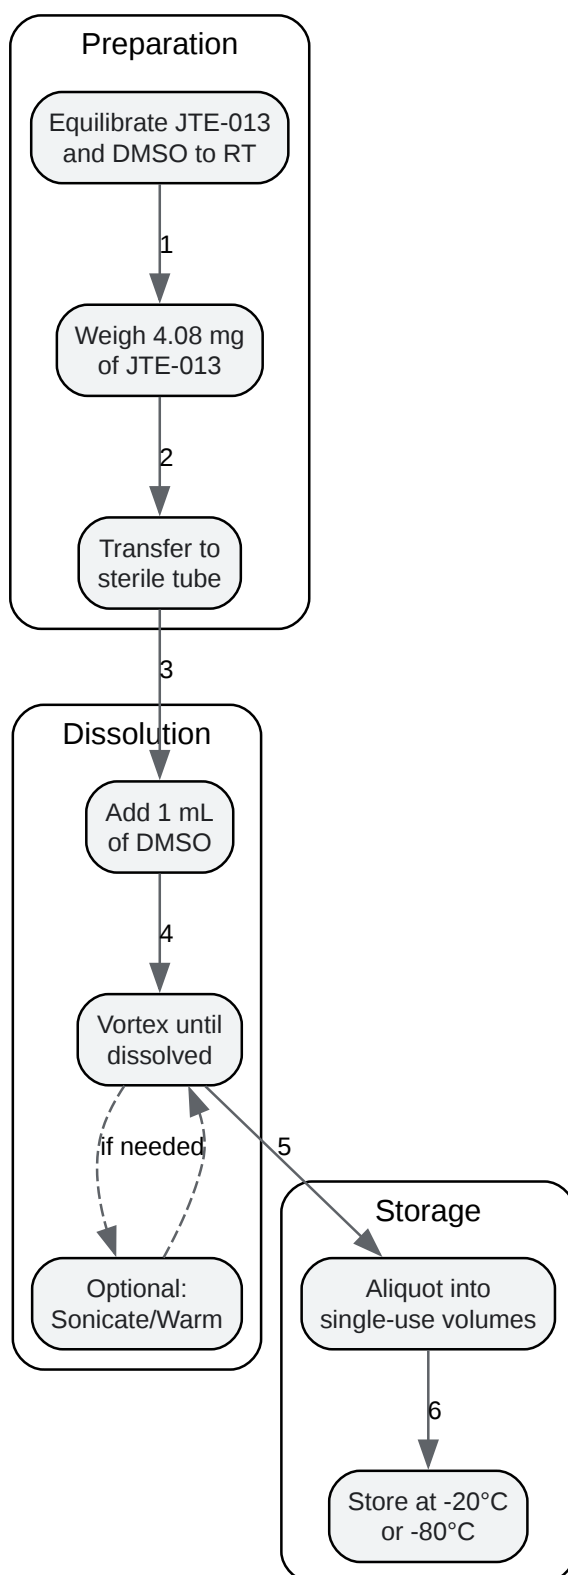 Preparation
Equilibrate JTE-013
and DMSO to RT
1
Weigh 4.08 mg
of JTE-013
2
Transfer to
sterile tube
3
Dissolution
Add 1 mL
of DMSO
4
Vortex until
dissolved
if needed
5
Optional:
Sonicate/Warm
Storage
Aliquot into
single-use volumes
6
Store at -20°C
or -80°C